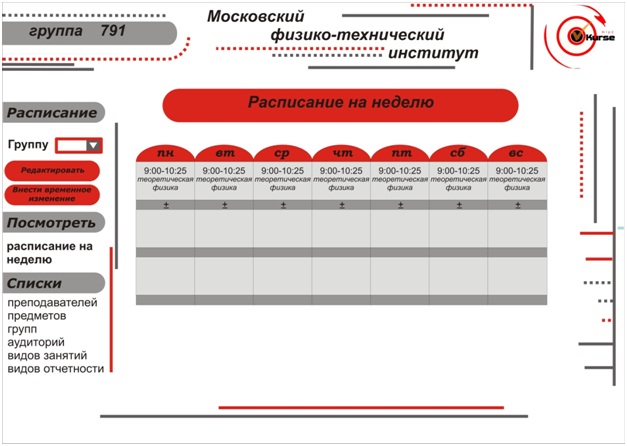 группа 791
Московский
физико-технический
институт
Kurse
Расписание
Группу
Редактировать
Внести временное
изменение
Посмотреть
расписание на
неделю
Списки
преподавателей
предметов
групп
аудиторий
видов занятий
видов отчетности
Расписание на неделю
пн вт ср чт пт сб вс
9:00-10:25 9:00-10:25 9:00-10:25 9:00-10:25 9:00-10:25 9:00-10:25 9:00-10:25
теоретическая теоретическая теоретическая теоретическая теоретическая теоретическая теоретическая
физика физика физика физика физика физика физика
± ± ± ± ± ± ±